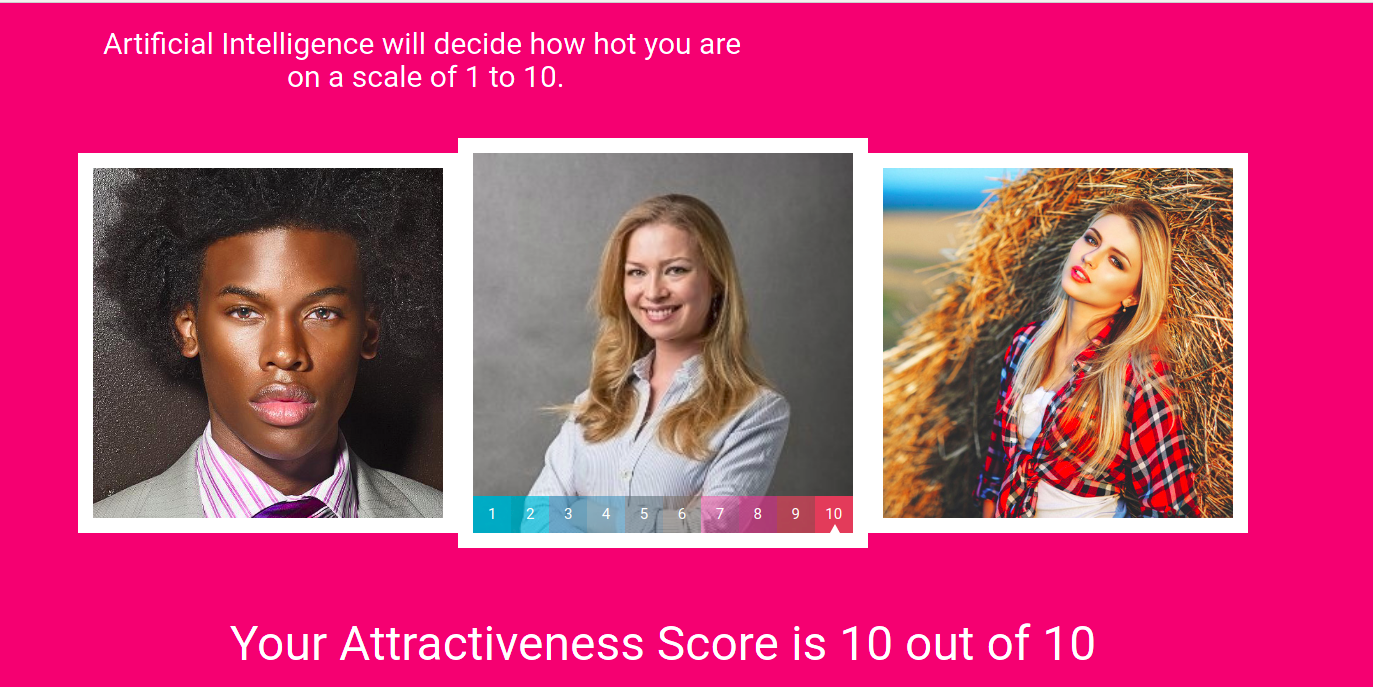 Artificial Intelligence will decide how hot you are
on a scale of 1 to 10.
1 2 3 4 5 6 7 8 9 10
Your Attractiveness Score is 10 out of 10